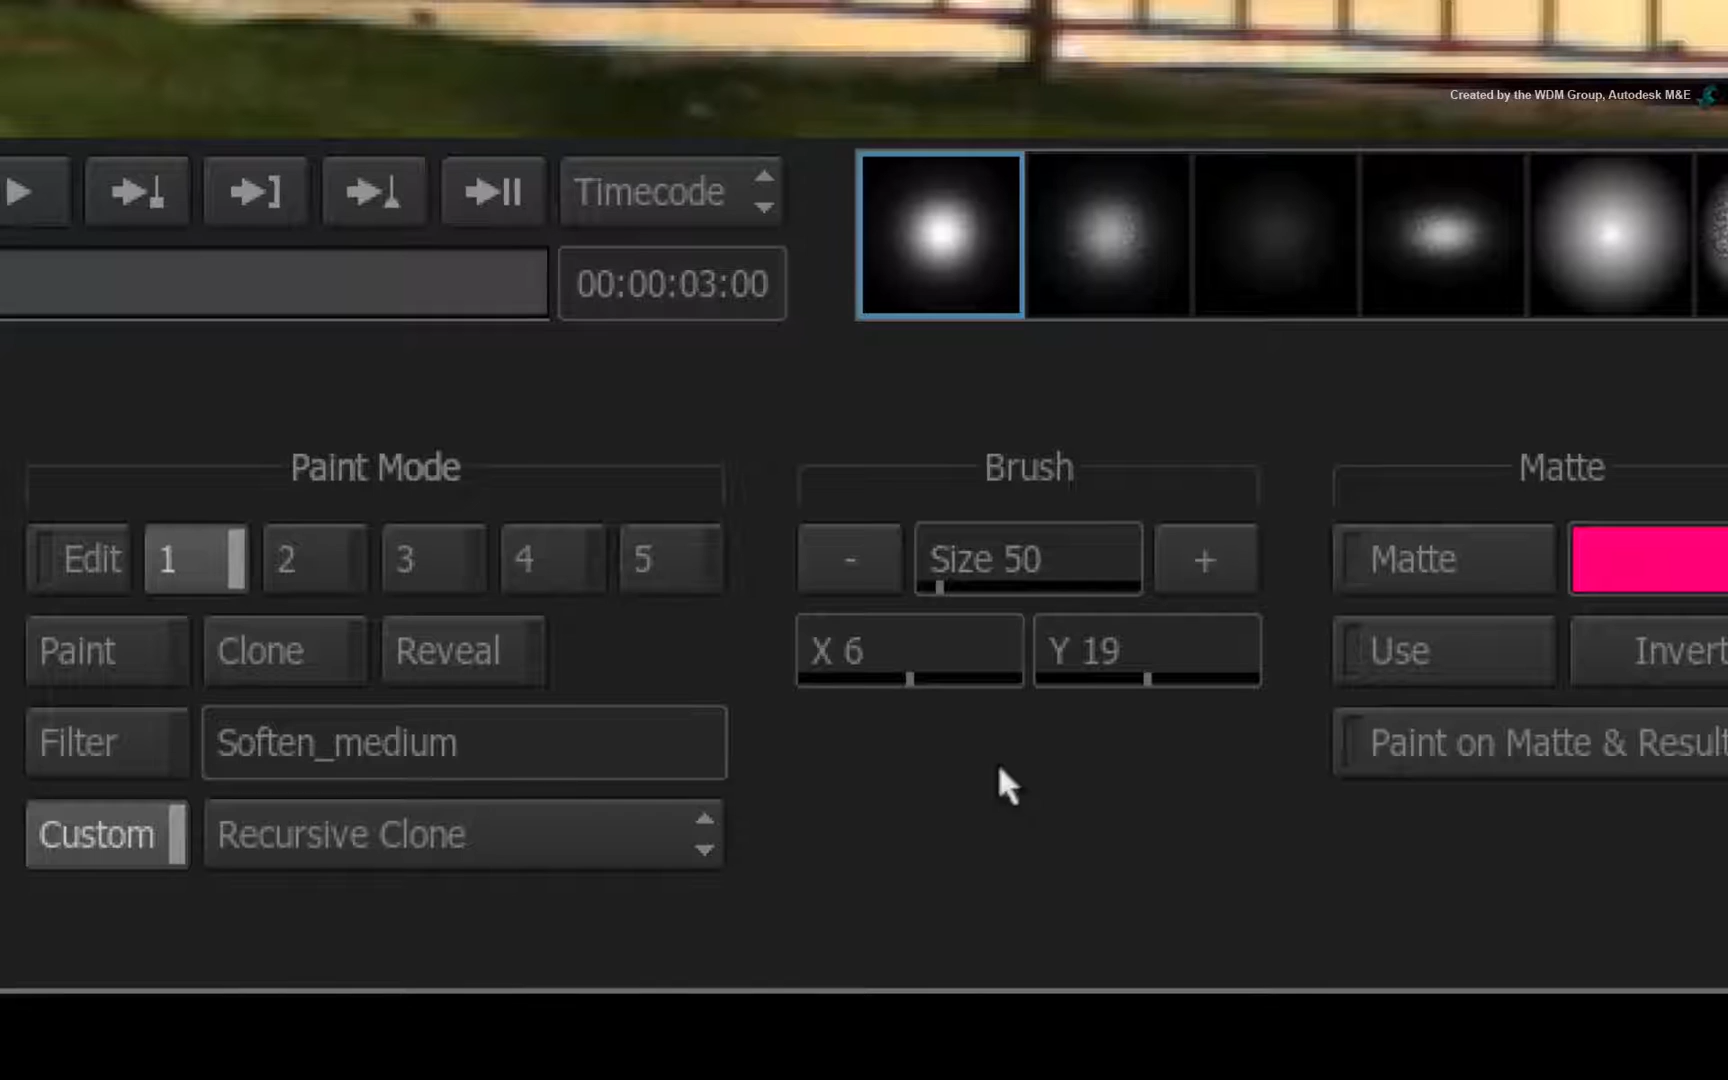 Created by the WDM Group, Autodesk M&E
Timecode
00:00:03:00
Paint Mode
Brush
Matte
Edit 1 2 3 4 5
- Size 50 +
Matte
Paint Clone Reveal
X 6 Y 19
Use Invert
Filter Soften_medium
Paint on Matte & Result
Custom Recursive Clone